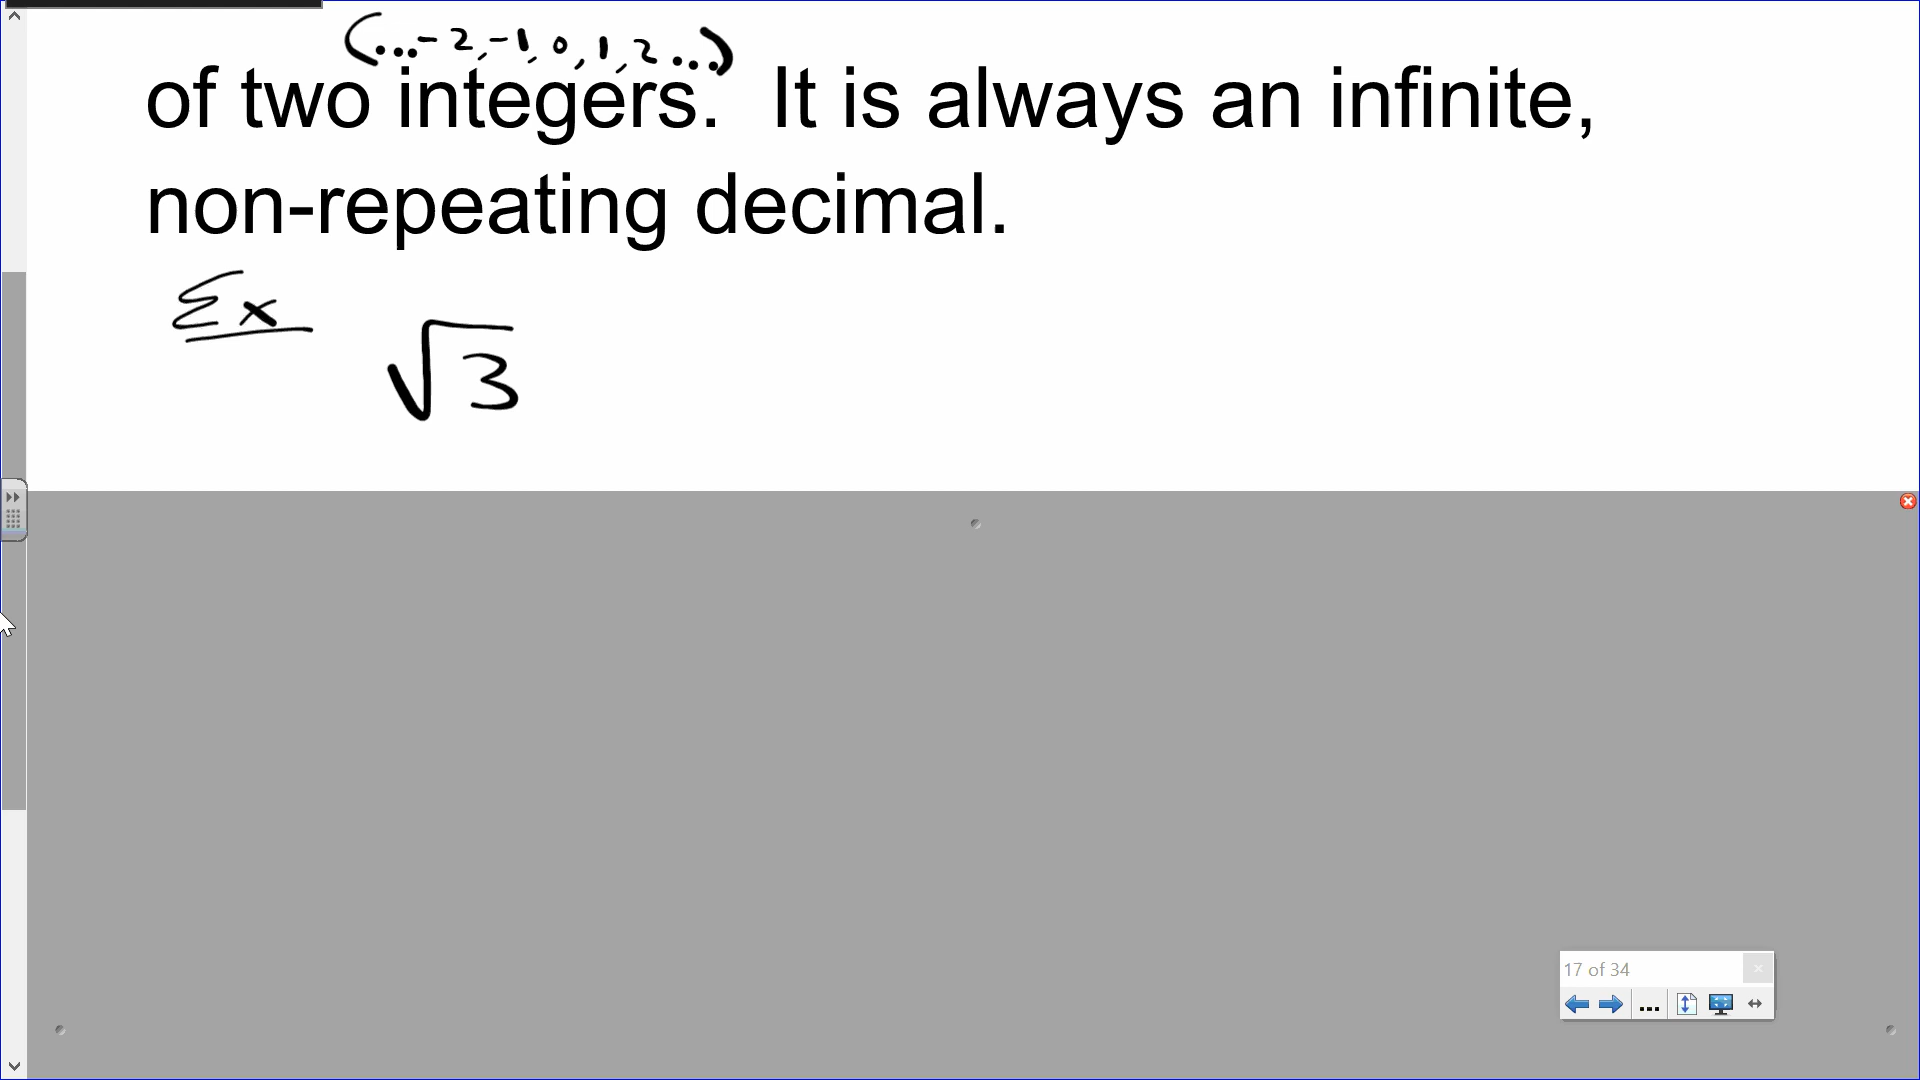 (...-2,-1,0,1,2...)
of two integers. It is always an infinite,
non-repeating decimal.
Ex
√3
17 of 34
...